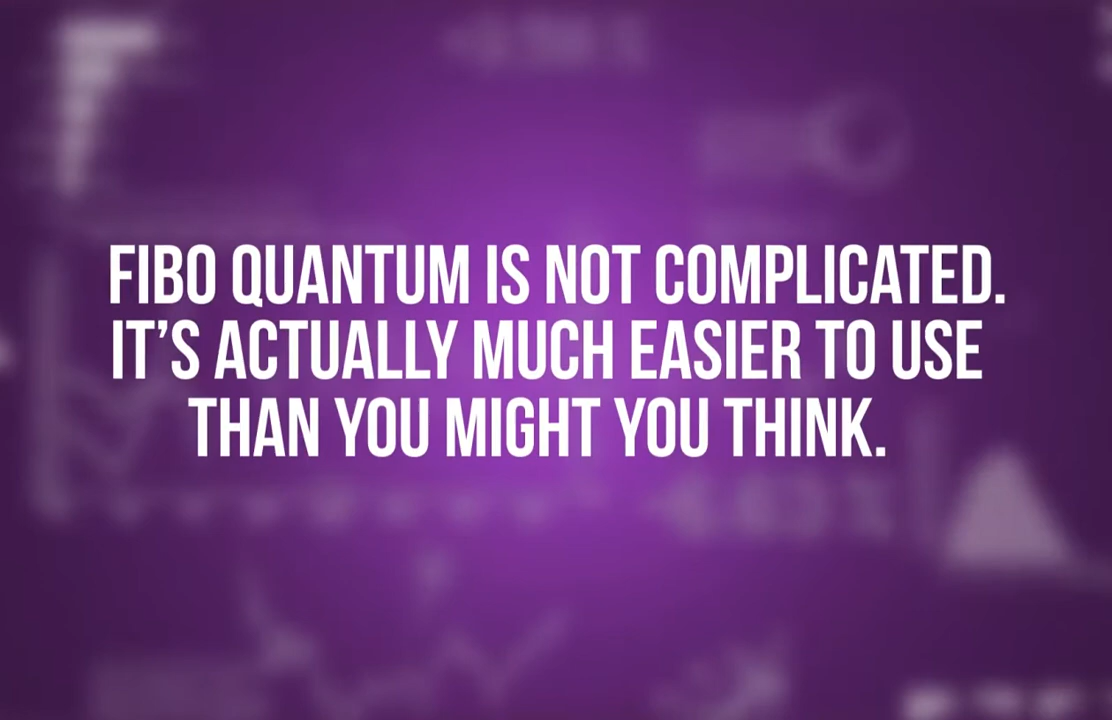 FIBO QUANTUM IS NOT COMPLICATED.
IT’S ACTUALLY MUCH EASIER TO USE
THAN YOU MIGHT YOU THINK.